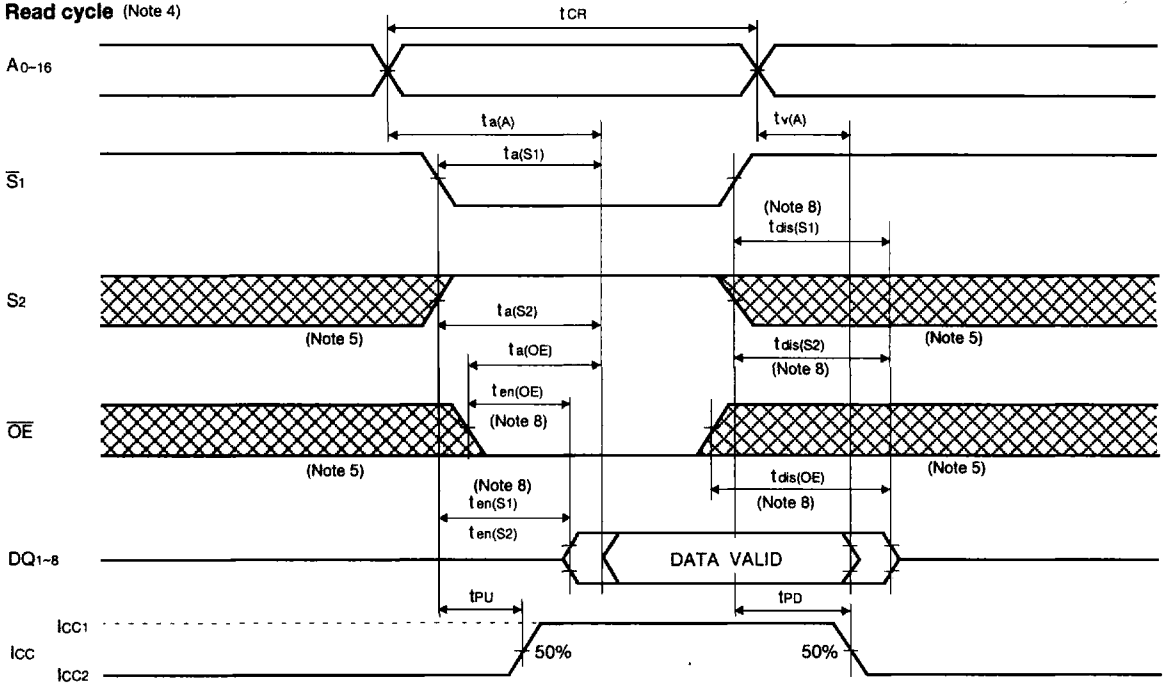 Read cycle (Note 4)
tCR
A0~16
ta(A)
tv(A)
ta(S1)
S̅1
(Note 8)
tdis(S1)
S2
ta(S2)
(Note 5)
(Note 5)
tdis(S2)
ta(OE)
(Note 8)
ten(OE)
(Note 8)
O̅E̅
(Note 5)
(Note 5)
(Note 8)
tdis(OE)
ten(S1)
(Note 8)
ten(S2)
DQ1~8
DATA VALID
tPU
tPD
ICC1
ICC
50%
50%
ICC2